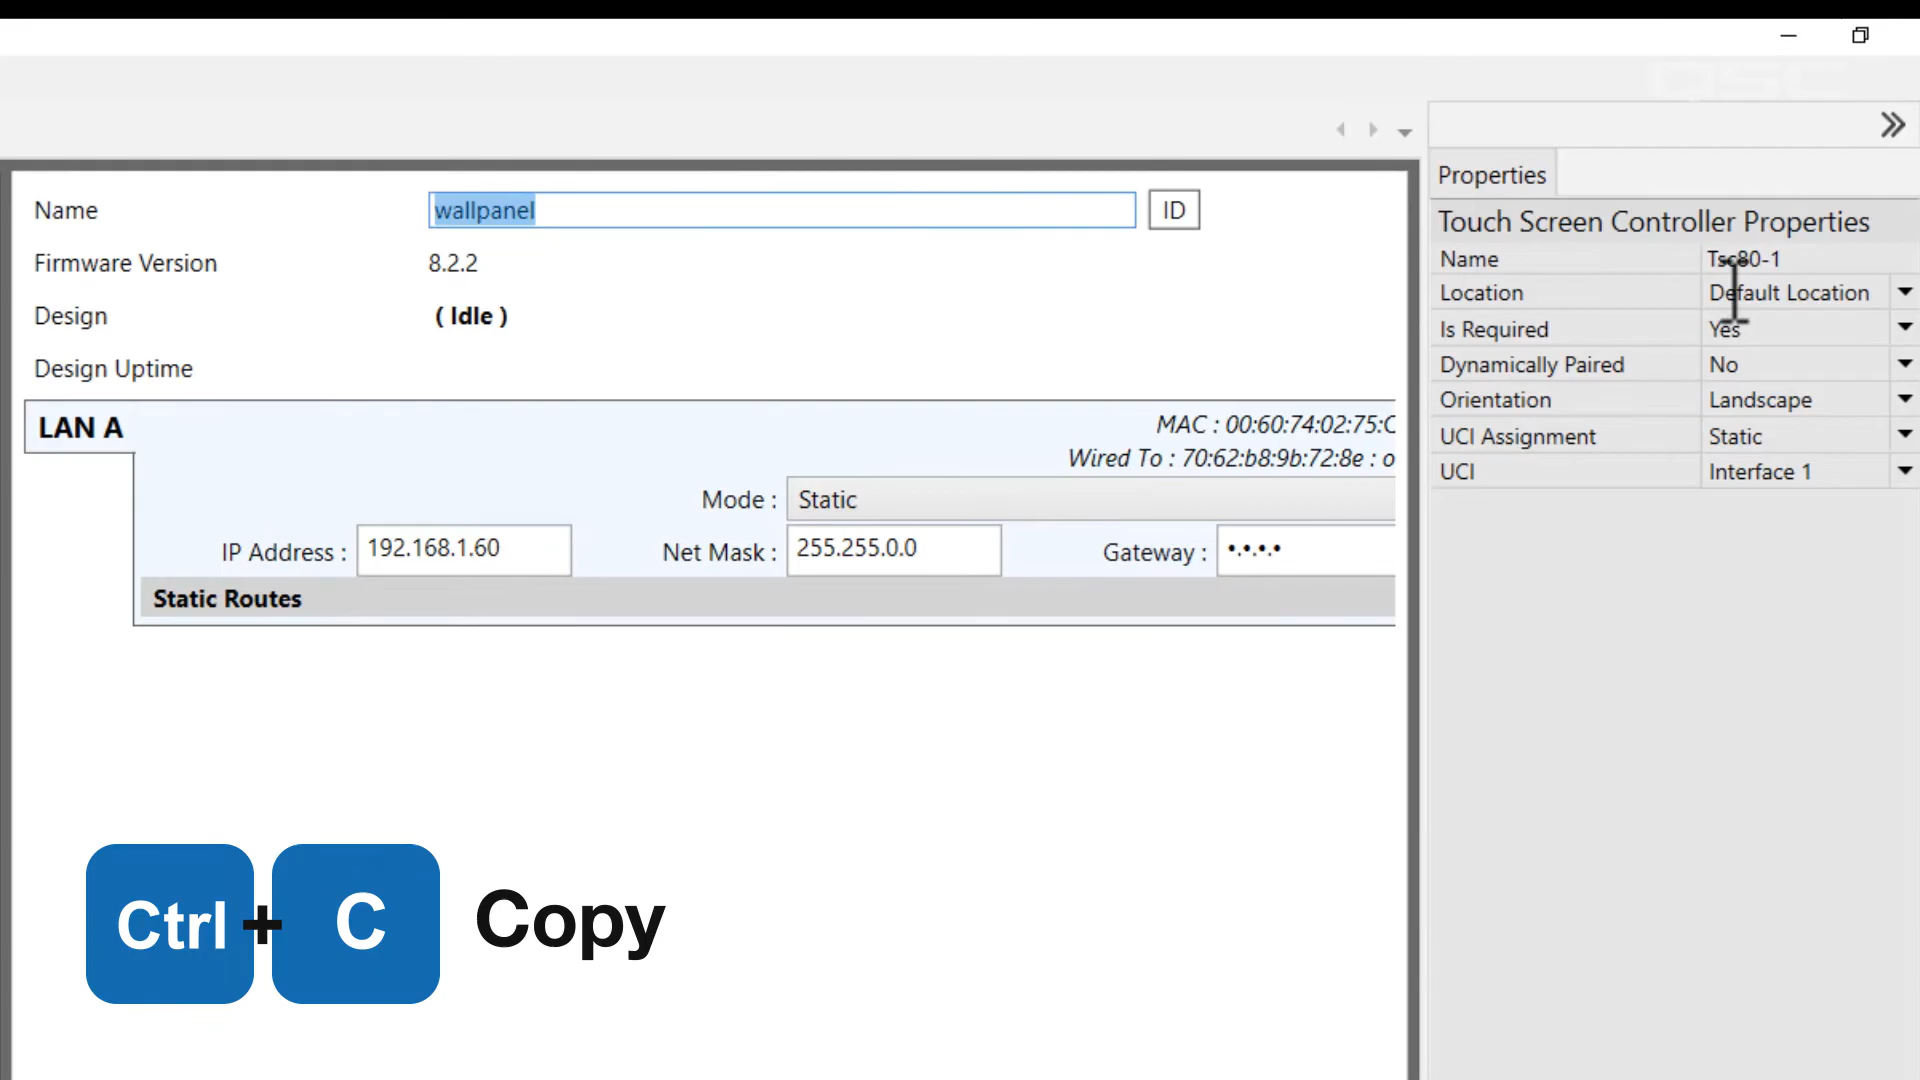 QSC
Name wallpanel ID
Firmware Version 8.2.2
Design ( Idle )
Design Uptime
LAN A
MAC : 00:60:74:02:75:C
Wired To : 70:62:b8:9b:72:8e : o
Mode : Static
IP Address : 192.168.1.60 Net Mask : 255.255.0.0 Gateway : •.•.•.•
Static Routes
Properties
Touch Screen Controller Properties
Name Tsc80-1
Location Default Location
Is Required Yes
Dynamically Paired No
Orientation Landscape
UCI Assignment Static
UCI Interface 1
Ctrl + C Copy